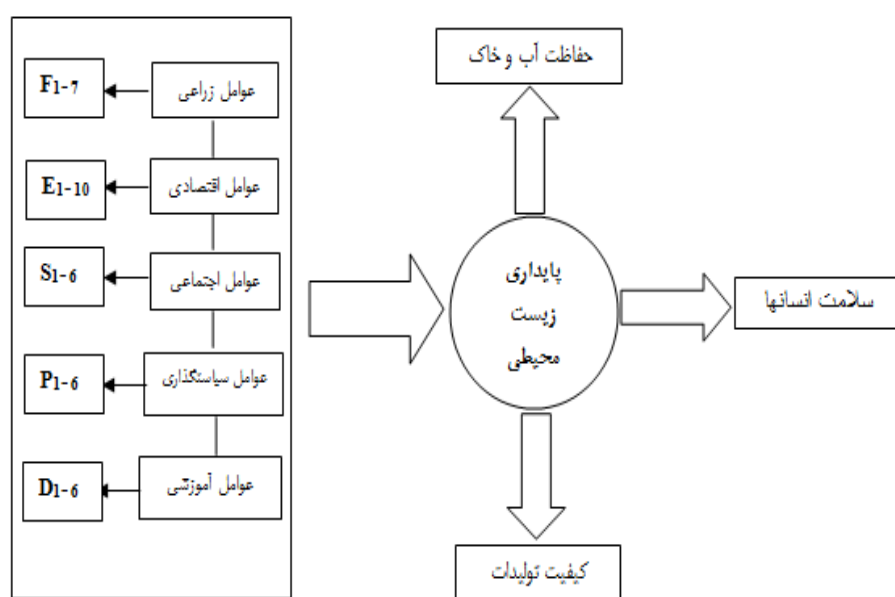 حفاظت آب و خاک
F1-7
عوامل زراعی
E1-10
عوامل اقتصادی
S1-6
عوامل اجتماعی
P1-6
عوامل سیاستگذاری
D1-6
عوامل آموزشی
پایداری
زیست
محیطی
سلامت انسانها
کیفیت تولیدات